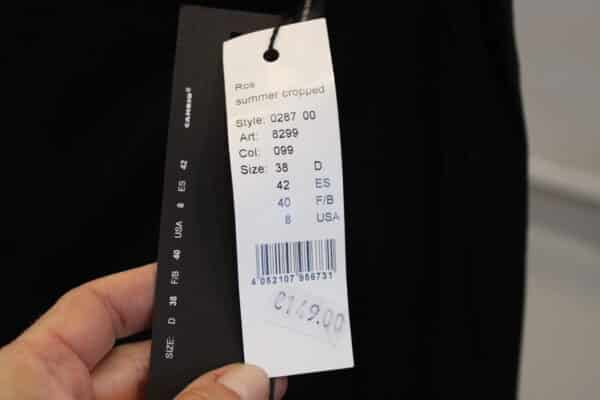 Ros
summer cropped
Style: 0287 00
Art: 8299
Col: 099
Size: 38 D
42 ES
40 F/B
8 USA
4 052107 956731
€149.00
CAMBIO®
SIZE: D 38 F/B 40 USA 8 ES 42